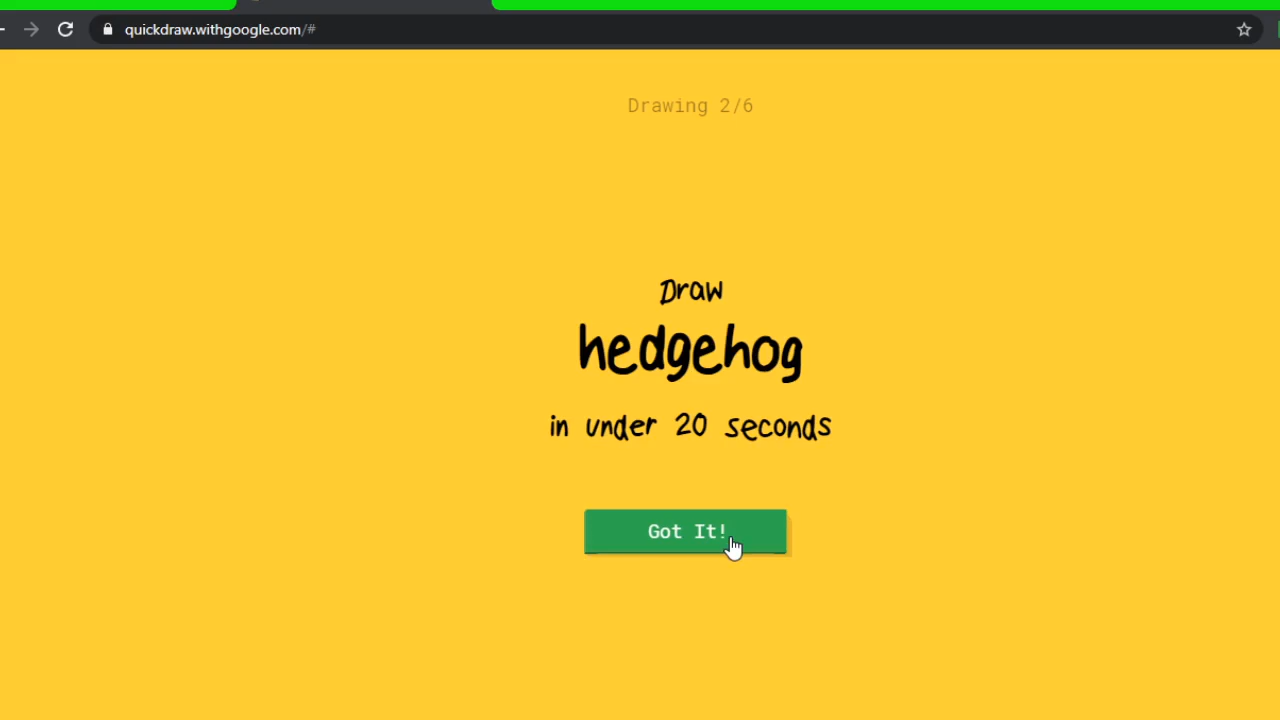 quickdraw.withgoogle.com/#
Drawing 2/6
Draw
hedgehog
in under 20 seconds
Got It!